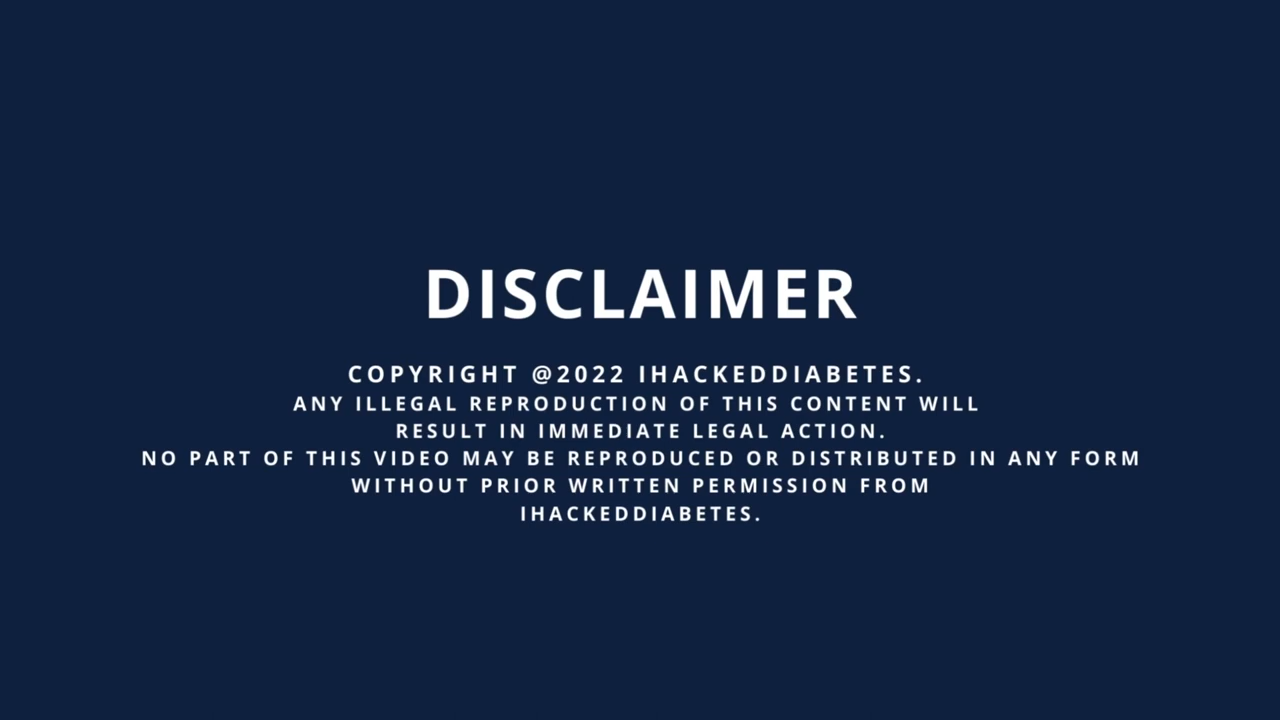 DISCLAIMER
COPYRIGHT @2022 IHACKEDDIABETES.
ANY ILLEGAL REPRODUCTION OF THIS CONTENT WILL
RESULT IN IMMEDIATE LEGAL ACTION.
NO PART OF THIS VIDEO MAY BE REPRODUCED OR DISTRIBUTED IN ANY FORM
WITHOUT PRIOR WRITTEN PERMISSION FROM
IHACKEDDIABETES.